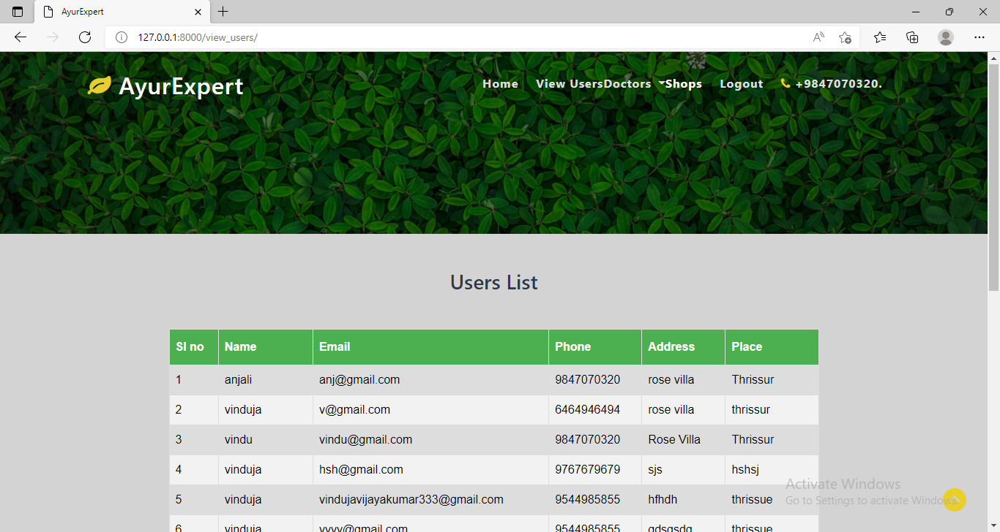 AyurExpert
127.0.0.1:8000/view_users/
AyurExpert
Home View Users Doctors Shops Logout +9847070320.
Users List
Sl no Name Email Phone Address Place
1 anjali anj@gmail.com 9847070320 rose villa Thrissur
2 vinduja v@gmail.com 6464946494 rose villa thrissur
3 vindu vindu@gmail.com 9847070320 Rose Villa Thrissur
4 vinduja hsh@gmail.com 9767679679 sjs hshsj
5 vinduja vindujavijayakumar333@gmail.com 9544985855 hfhdh thrissue
6 vinduja vvvv@gmail.com 9544985855 thrissue
Activate Windows
Go to Settings to activate Windows.